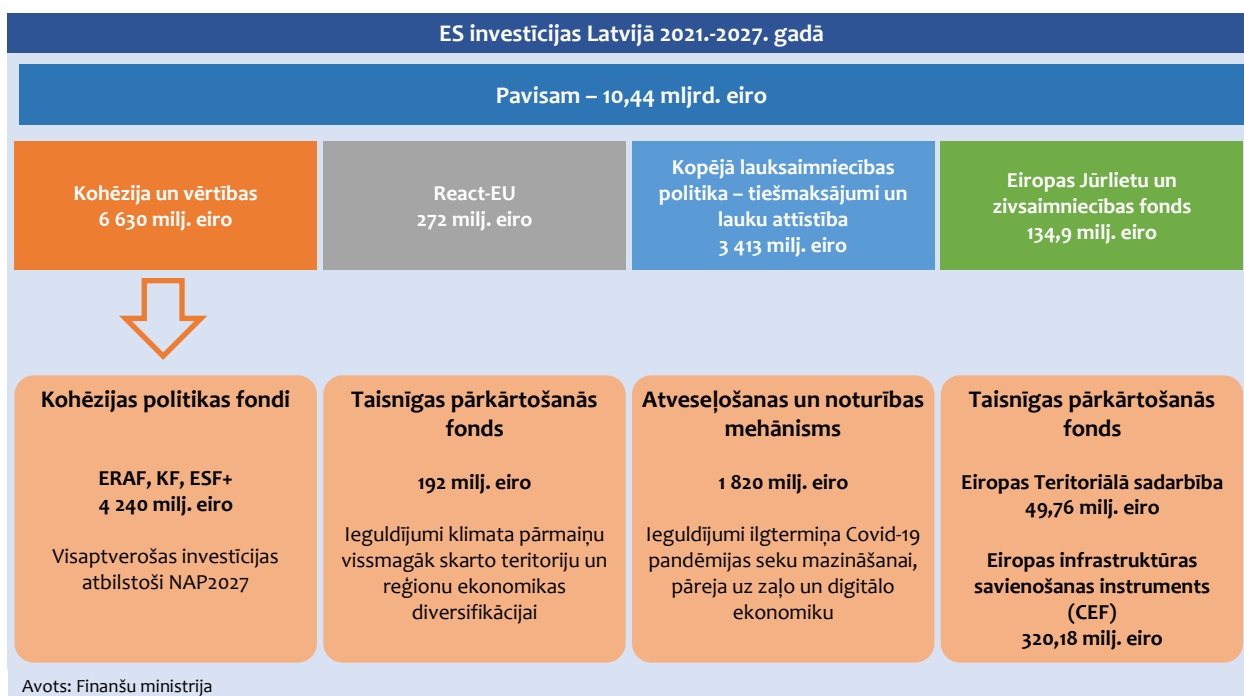 ES investīcijas Latvijā 2021.-2027. gadā
Pavisam – 10,44 mljrd. eiro
Kohēzija un vērtības
6 630 milj. eiro
React-EU
272 milj. eiro
Kopējā lauksaimniecības
politika – tiešmaksājumi un
lauku attīstība
3 413 milj. eiro
Eiropas Jūrlietu un
zivsaimniecības fonds
134,9 milj. eiro
Kohēzijas politikas fondi
ERAF, KF, ESF+
4 240 milj. eiro
Visaptverošas investīcijas
atbilstoši NAP2027
Taisnīgas pārkārtošanās
fonds
192 milj. eiro
Ieguldījumi klimata pārmaiņu
vissmagāk skarto teritoriju un
reģionu ekonomikas
diversifikācijai
Atveseļošanas un noturības
mehānisms
1 820 milj. eiro
Ieguldījumi ilgtermiņa Covid-19
pandēmijas seku mazināšanai,
pāreja uz zaļo un digitālo
ekonomiku
Taisnīgas pārkārtošanās
fonds
Eiropas Teritoriālā sadarbība
49,76 milj. eiro
Eiropas infrastruktūras
savienošanas instruments
(CEF)
320,18 milj. eiro
Avots: Finanšu ministrija